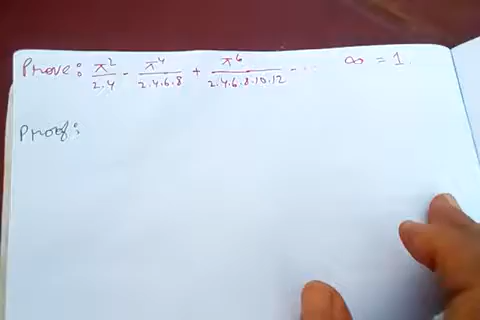 Prove: π²/2.4 - π⁴/2.4.6.8 + π⁶/2.4.6.8.10.12 - ... ∞ = 1.
Proof: